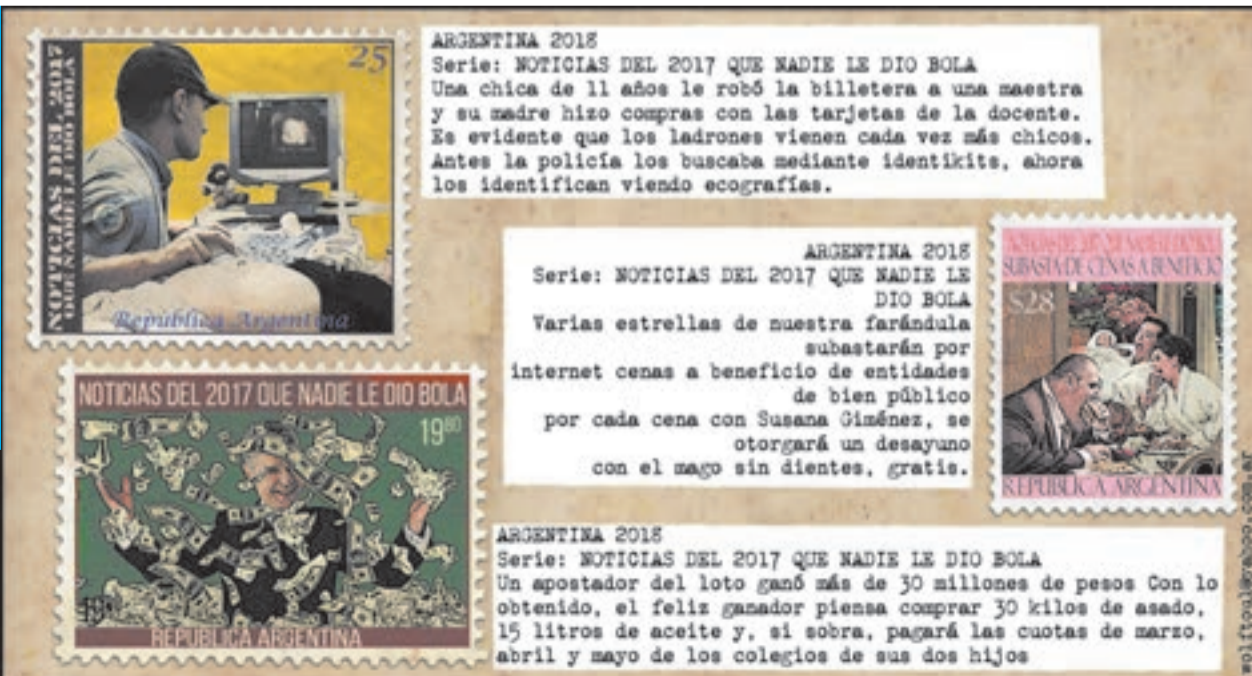 NOTICIAS DEL 2017
QUE NADIE LE DIO BOLA
25
República Argentina
ARGENTINA 2018
Serie: NOTICIAS DEL 2017 QUE NADIE LE DIO BOLA
Una chica de 11 años le robó la billetera a una maestra
y su madre hizo compras con las tarjetas de la docente.
Es evidente que los ladrones vienen cada vez más chicos.
Antes la policía los buscaba mediante identikits, ahora
los identifican viendo ecografías.
ARGENTINA 2018
Serie: NOTICIAS DEL 2017 QUE NADIE LE
DIO BOLA
Varias estrellas de nuestra farándula
subastarán por
internet cenas a beneficio de entidades
de bien público
por cada cena con Susana Giménez, se
otorgará un desayuno
con el mago sin dientes, gratis.
SUBASTA DE CENAS A BENEFICIO
$28
REPUBLICA ARGENTINA
NOTICIAS DEL 2017 QUE NADIE LE DIO BOLA
1980
REPUBLICA ARGENTINA
ARGENTINA 2018
Serie: NOTICIAS DEL 2017 QUE NADIE LE DIO BOLA
Un apostador del loto ganó más de 30 millones de pesos Con lo
obtenido, el feliz ganador piensa comprar 30 kilos de asado,
15 litros de aceite y, si sobra, pagará las cuotas de marzo,
abril y mayo de los colegios de sus dos hijos